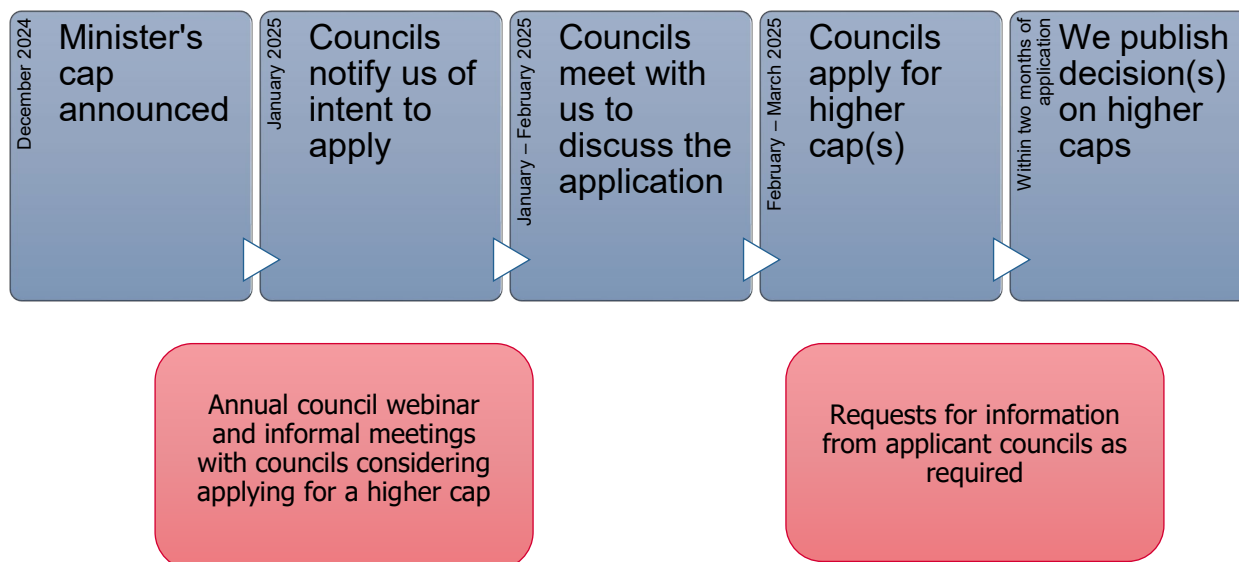 December 2024
Minister's
cap
announced
January 2025
Councils
notify us of
intent to
apply
January – February 2025
Councils
meet with
us to
discuss the
application
February – March 2025
Councils
apply for
higher
cap(s)
Within two months of
application
We publish
decision(s)
on higher
caps
Annual council webinar
and informal meetings
with councils considering
applying for a higher cap
Requests for information
from applicant councils as
required